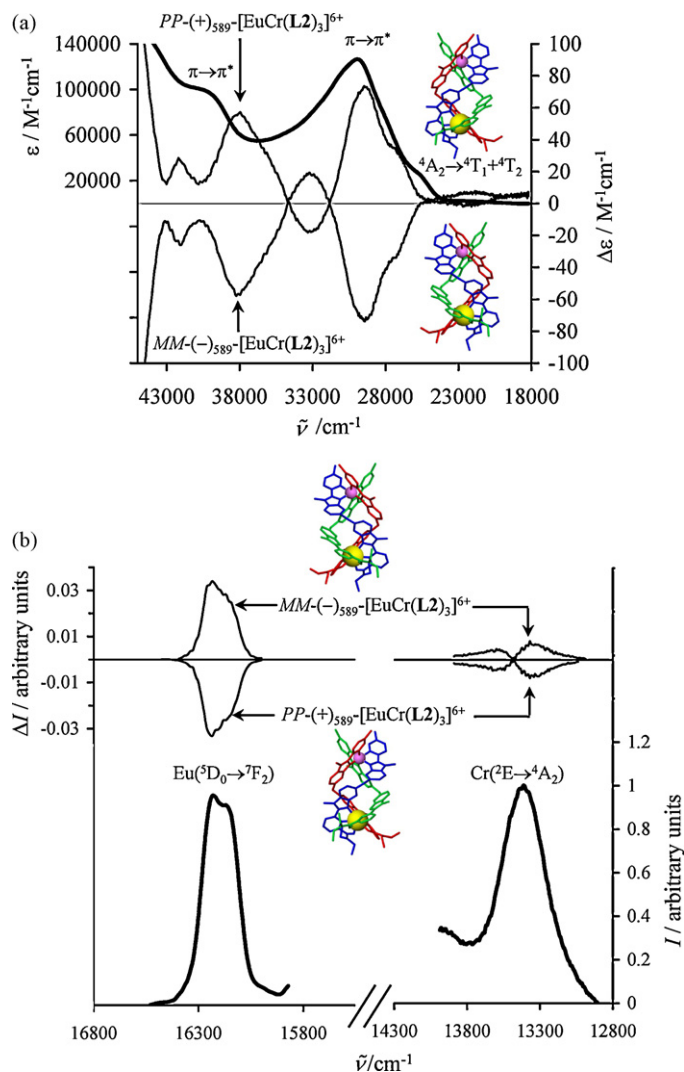 (a)
PP-(+)₅₈₉-[EuCr(L2)₃]⁶⁺
140000
100000
60000
20000
ε / M⁻¹cm⁻¹
π→π*
π→π*
⁴A₂→⁴T₁+⁴T₂
100
80
60
40
20
0
-20
-40
-60
-80
-100
Δε / M⁻¹cm⁻¹
MM-(−)₅₈₉-[EuCr(L2)₃]⁶⁺
43000 38000 33000 28000 23000 18000
ν̃ /cm⁻¹
(b)
0.03
0.01
-0.01
-0.03
ΔI / arbitrary units
MM-(−)₅₈₉-[EuCr(L2)₃]⁶⁺
PP-(+)₅₈₉-[EuCr(L2)₃]⁶⁺
Eu(⁵D₀→⁷F₂)
Cr(²E→⁴A₂)
1.2
1
0.8
0.6
0.4
0.2
0
I / arbitrary units
16800 16300 15800 14300 13800 13300 12800
ν̃/cm⁻¹